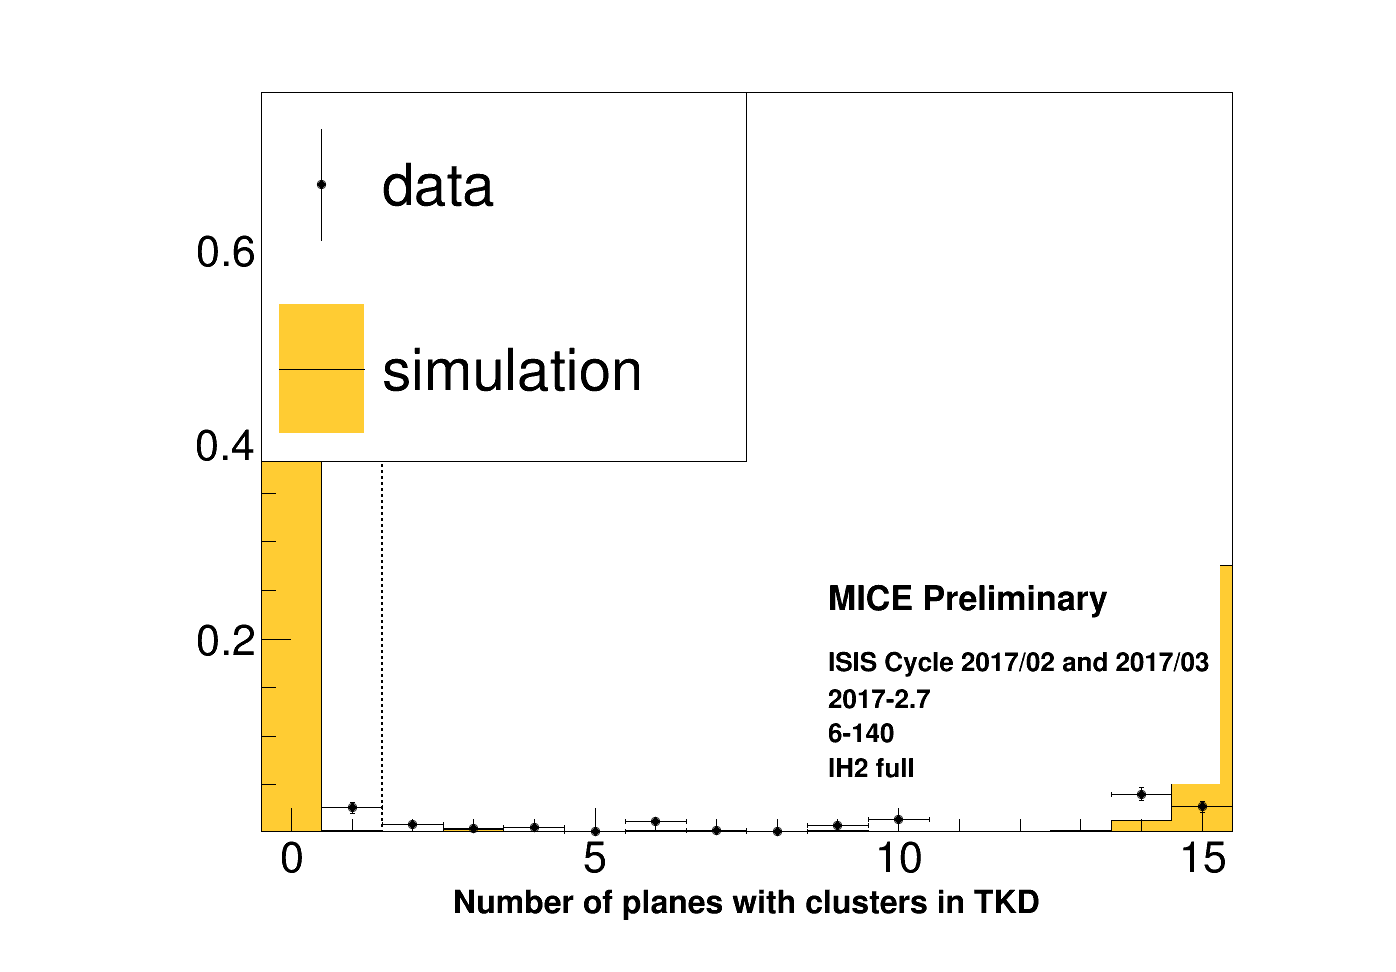 data
0.6
simulation
0.4
MICE Preliminary
0.2
ISIS Cycle 2017/02 and 2017/03
2017-2.7
6-140
IH2 full
0 5 10 15
Number of planes with clusters in TKD